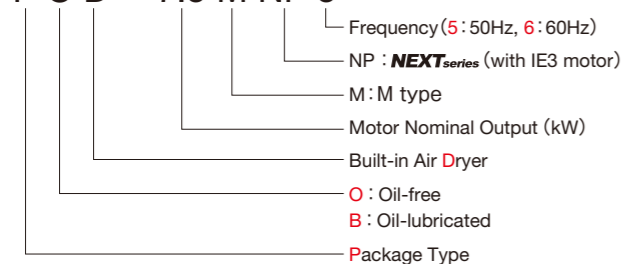 Frequency（5：50Hz, 6：60Hz）
NP：NEXTseries（with IE3 motor）
M：M type
Motor Nominal Output（kW）
Built-in Air Dryer
O：Oil-free
B：Oil-lubricated
Package Type